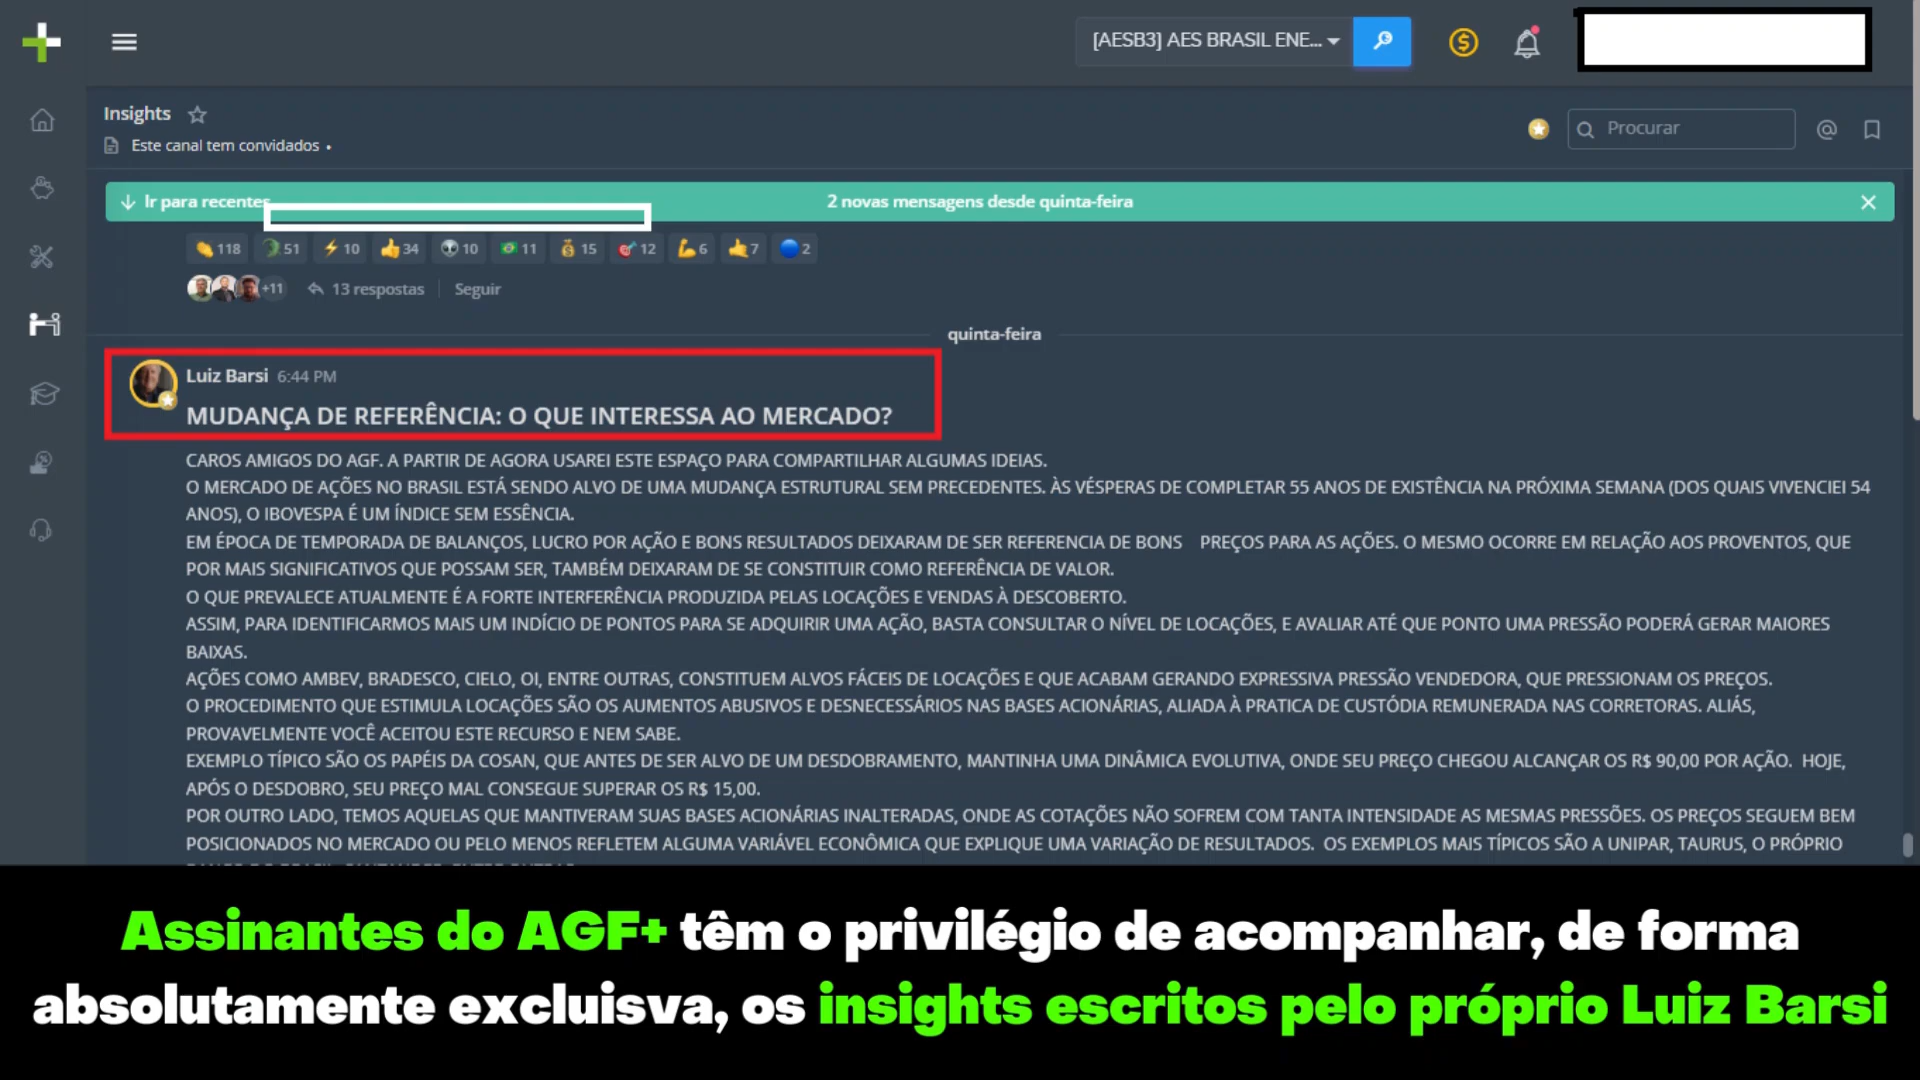 [AESB3] AES BRASIL ENE...
Insights
Este canal tem convidados •
Procurar
Ir para recentes
2 novas mensagens desde quinta-feira
118 51 10 34 10 11 15 12 6 7 2
+11 13 respostas Seguir
quinta-feira
Luiz Barsi 6:44 PM
MUDANÇA DE REFERÊNCIA: O QUE INTERESSA AO MERCADO?
CAROS AMIGOS DO AGF. A PARTIR DE AGORA USAREI ESTE ESPAÇO PARA COMPARTILHAR ALGUMAS IDEIAS.
O MERCADO DE AÇÕES NO BRASIL ESTÁ SENDO ALVO DE UMA MUDANÇA ESTRUTURAL SEM PRECEDENTES. ÀS VÉSPERAS DE COMPLETAR 55 ANOS DE EXISTÊNCIA NA PRÓXIMA SEMANA (DOS QUAIS VIVENCIEI 54
ANOS), O IBOVESPA É UM ÍNDICE SEM ESSÊNCIA.
EM ÉPOCA DE TEMPORADA DE BALANÇOS, LUCRO POR AÇÃO E BONS RESULTADOS DEIXARAM DE SER REFERENCIA DE BONS PREÇOS PARA AS AÇÕES. O MESMO OCORRE EM RELAÇÃO AOS PROVENTOS, QUE
POR MAIS SIGNIFICATIVOS QUE POSSAM SER, TAMBÉM DEIXARAM DE SE CONSTITUIR COMO REFERÊNCIA DE VALOR.
O QUE PREVALECE ATUALMENTE É A FORTE INTERFERÊNCIA PRODUZIDA PELAS LOCAÇÕES E VENDAS À DESCOBERTO.
ASSIM, PARA IDENTIFICARMOS MAIS UM INDÍCIO DE PONTOS PARA SE ADQUIRIR UMA AÇÃO, BASTA CONSULTAR O NÍVEL DE LOCAÇÕES, E AVALIAR ATÉ QUE PONTO UMA PRESSÃO PODERÁ GERAR MAIORES
BAIXAS.
AÇÕES COMO AMBEV, BRADESCO, CIELO, OI, ENTRE OUTRAS, CONSTITUEM ALVOS FÁCEIS DE LOCAÇÕES E QUE ACABAM GERANDO EXPRESSIVA PRESSÃO VENDEDORA, QUE PRESSIONAM OS PREÇOS.
O PROCEDIMENTO QUE ESTIMULA LOCAÇÕES SÃO OS AUMENTOS ABUSIVOS E DESNECESSÁRIOS NAS BASES ACIONÁRIAS, ALIADA À PRATICA DE CUSTÓDIA REMUNERADA NAS CORRETORAS. ALIÁS,
PROVAVELMENTE VOCÊ ACEITOU ESTE RECURSO E NEM SABE.
EXEMPLO TÍPICO SÃO OS PAPÉIS DA COSAN, QUE ANTES DE SER ALVO DE UM DESDOBRAMENTO, MANTINHA UMA DINÂMICA EVOLUTIVA, ONDE SEU PREÇO CHEGOU ALCANÇAR OS R$ 90,00 POR AÇÃO. HOJE,
APÓS O DESDOBRO, SEU PREÇO MAL CONSEGUE SUPERAR OS R$ 15,00.
POR OUTRO LADO, TEMOS AQUELAS QUE MANTIVERAM SUAS BASES ACIONÁRIAS INALTERADAS, ONDE AS COTAÇÕES NÃO SOFREM COM TANTA INTENSIDADE AS MESMAS PRESSÕES. OS PREÇOS SEGUEM BEM
POSICIONADOS NO MERCADO OU PELO MENOS REFLETEM ALGUMA VARIÁVEL ECONÔMICA QUE EXPLIQUE UMA VARIAÇÃO DE RESULTADOS. OS EXEMPLOS MAIS TÍPICOS SÃO A UNIPAR, TAURUS, O PRÓPRIO
Assinantes do AGF+ têm o privilégio de acompanhar, de forma
absolutamente excluisva, os insights escritos pelo próprio Luiz Barsi